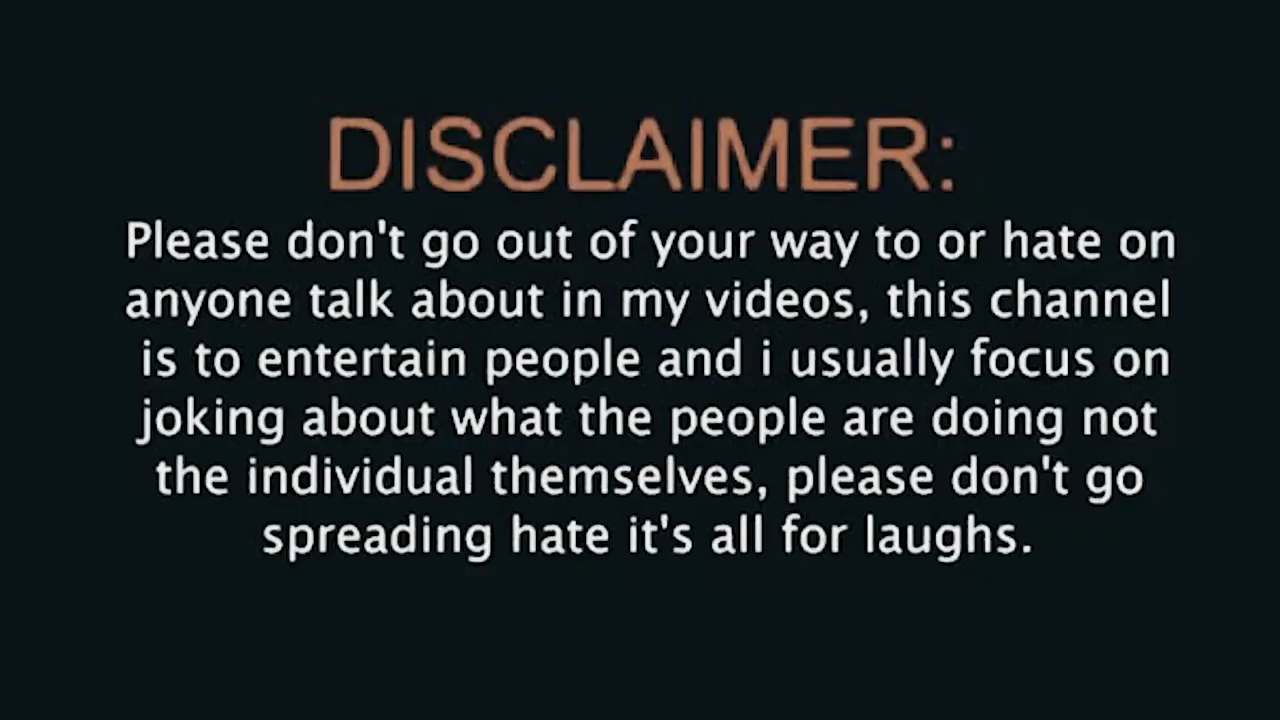 DISCLAIMER:
Please don't go out of your way to or hate on
anyone talk about in my videos, this channel
is to entertain people and i usually focus on
joking about what the people are doing not
the individual themselves, please don't go
spreading hate it's all for laughs.